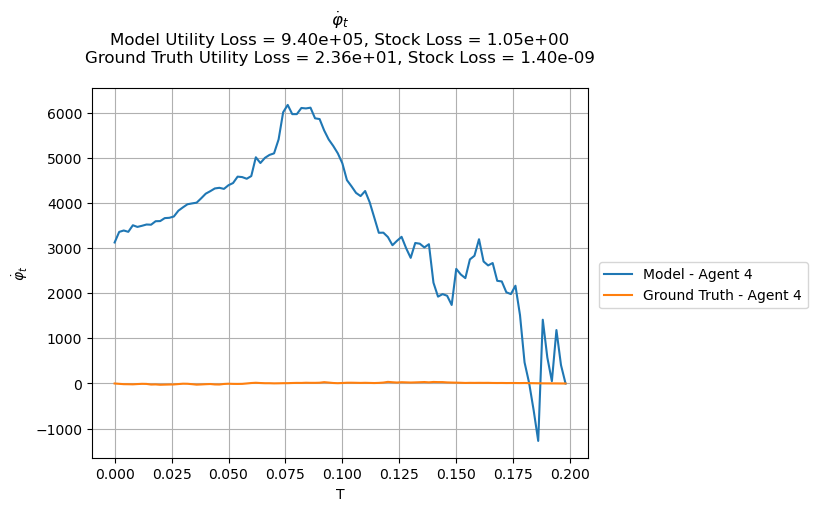 φ̇ₜ
Model Utility Loss = 9.40e+05, Stock Loss = 1.05e+00
Ground Truth Utility Loss = 2.36e+01, Stock Loss = 1.40e-09
φ̇ₜ
6000
5000
4000
3000
2000
1000
0
−1000
0.000 0.025 0.050 0.075 0.100 0.125 0.150 0.175 0.200
T
Model - Agent 4
Ground Truth - Agent 4